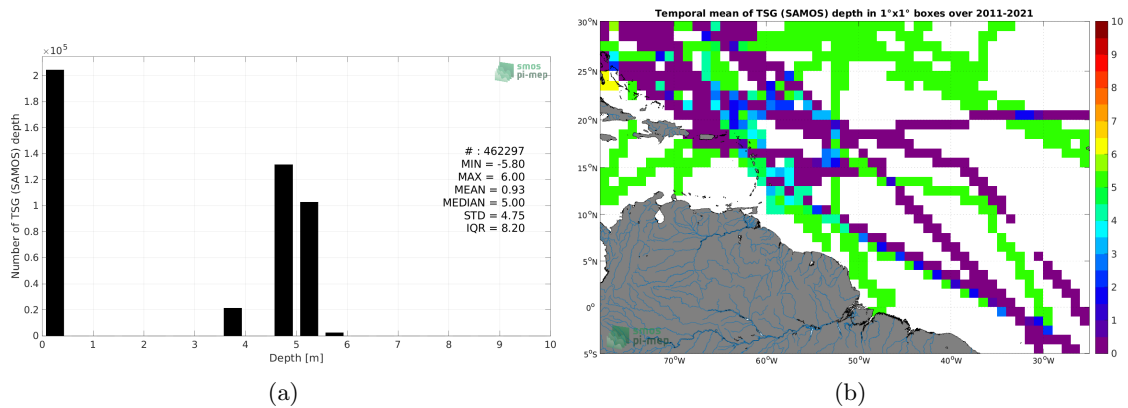 ×10⁵
2
1.8
1.6
1.4
1.2
1
0.8
0.6
0.4
0.2
0
Number of TSG (SAMOS) depth
0 1 2 3 4 5 6 7 8 9 10
Depth [m]
smos
pi-mep
# : 462297
MIN = -5.80
MAX = 6.00
MEAN = 0.93
MEDIAN = 5.00
STD = 4.75
IQR = 8.20
(a)
Temporal mean of TSG (SAMOS) depth in 1°x1° boxes over 2011-2021
30°N
25°N
20°N
15°N
10°N
5°N
0°
5°S
70°W 60°W 50°W 40°W 30°W
smos
pi-mep
10
9
8
7
6
5
4
3
2
1
0
(b)